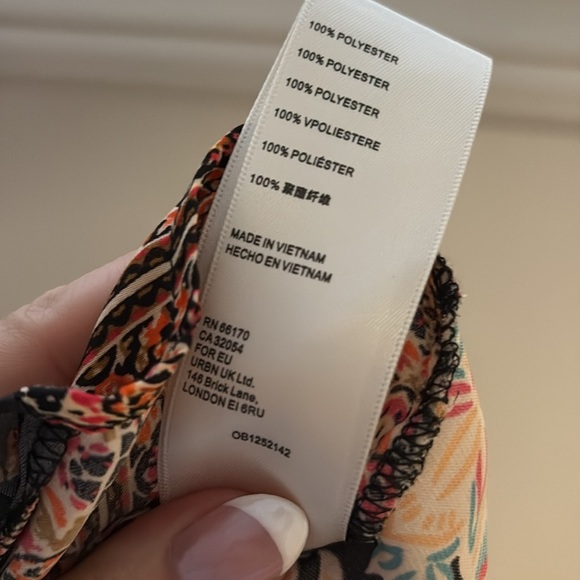 100% POLYESTER
100% POLYESTER
100% POLYESTER
100% VPOLIESTERE
100% POLIÉSTER
100% 聚酯纤维
MADE IN VIETNAM
HECHO EN VIETNAM
RN 66170
CA 32054
FOR EU
URBN UK Ltd.
146 Brick Lane,
LONDON EI 6RU
OB1252142